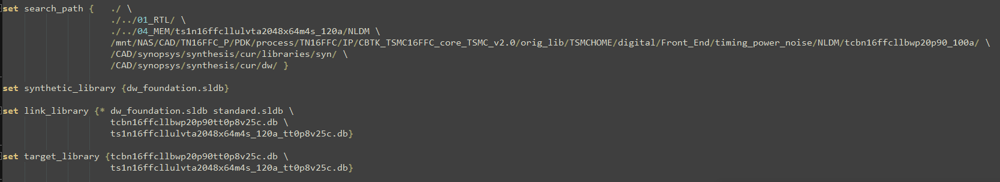 set search_path {   ./ \
./../01_RTL/ \
./../04_MEM/ts1n16ffcllulvta2048x64m4s_120a/NLDM \
/mnt/NAS/CAD/TN16FFC_P/PDK/process/TN16FFC/IP/CBTK_TSMC16FFC_core_TSMC_v2.0/orig_lib/TSMCHOME/digital/Front_End/timing_power_noise/NLDM/tcbn16ffcllbwp20p90_100a/ \
/CAD/synopsys/synthesis/cur/libraries/syn/ \
/CAD/synopsys/synthesis/cur/dw/ }
set synthetic_library {dw_foundation.sldb}
set link_library {* dw_foundation.sldb standard.sldb \
tcbn16ffcllbwp20p90tt0p8v25c.db \
ts1n16ffcllulvta2048x64m4s_120a_tt0p8v25c.db}
set target_library {tcbn16ffcllbwp20p90tt0p8v25c.db \
ts1n16ffcllulvta2048x64m4s_120a_tt0p8v25c.db}